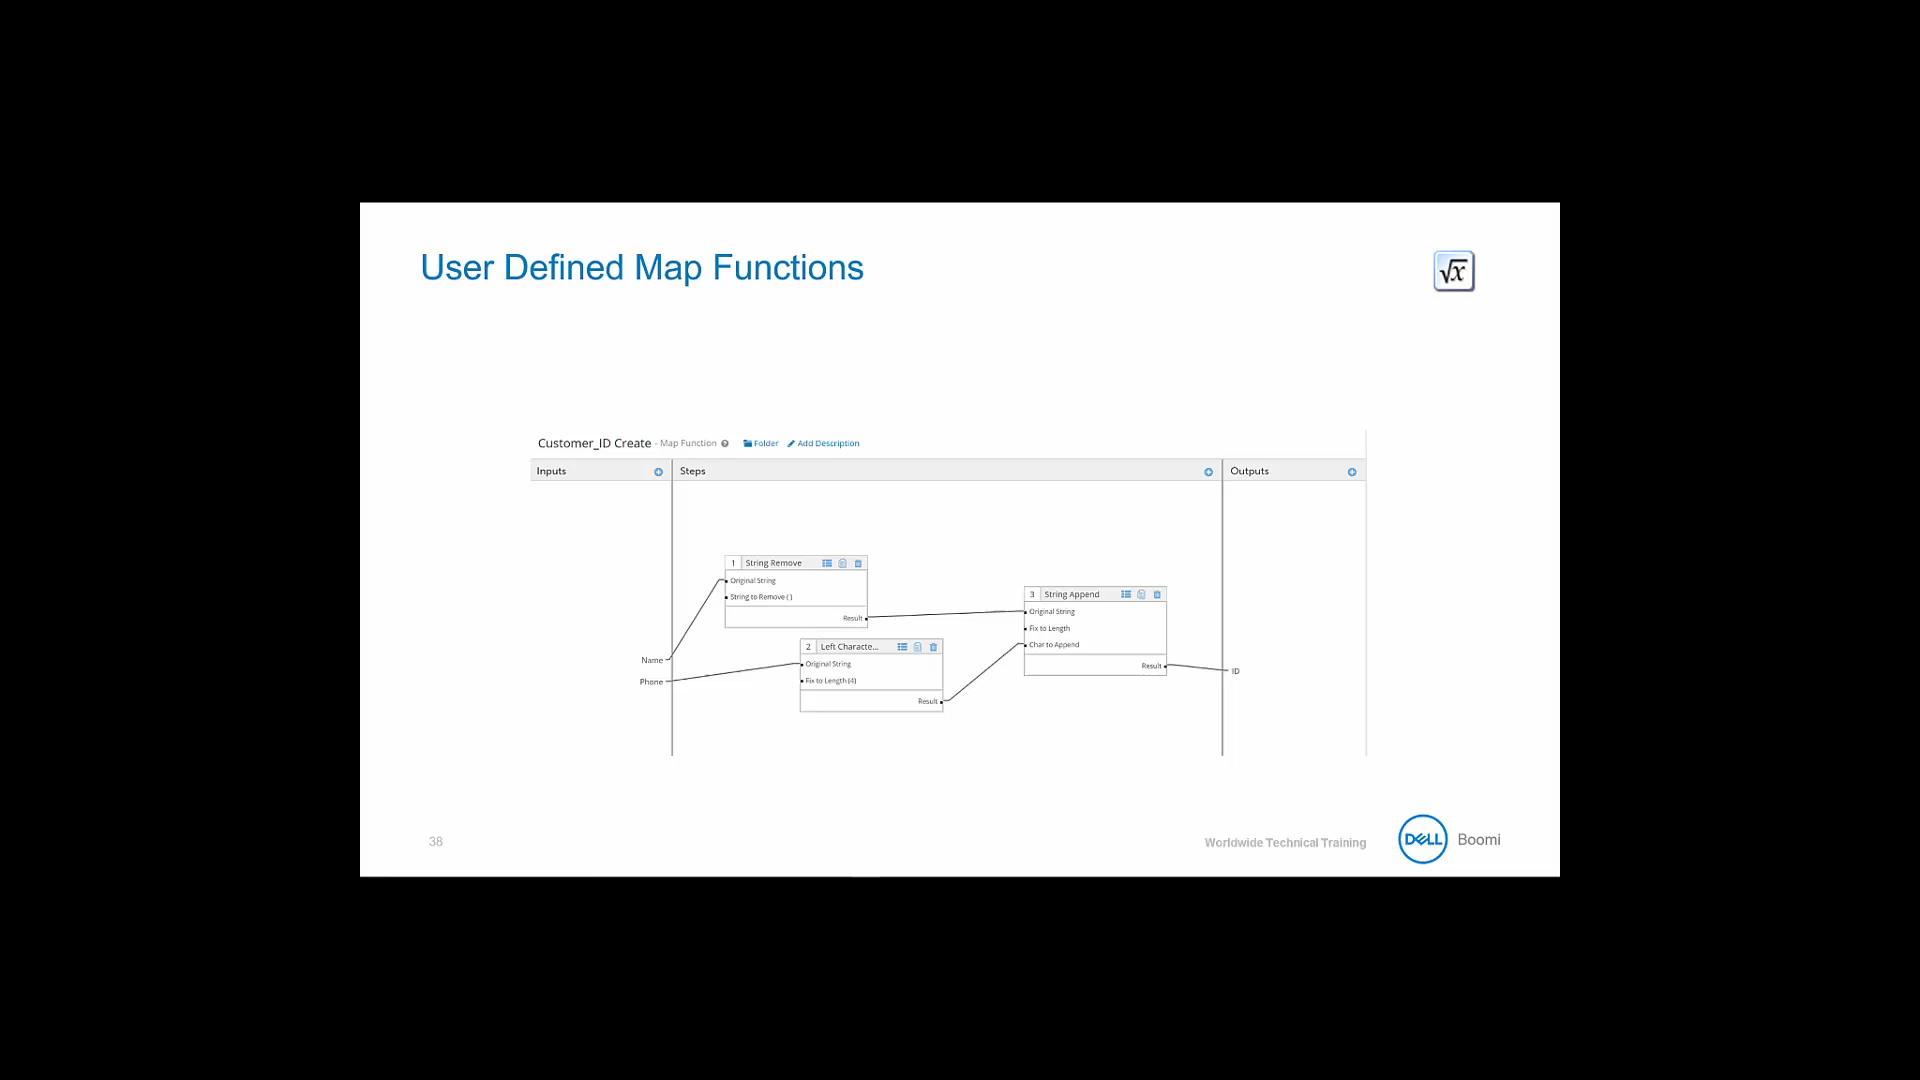 User Defined Map Functions
√x
Customer_ID Create - Map Function ? Folder Add Description
Inputs Steps Outputs
1 String Remove
Original String
String to Remove ( )
Result
2 Left Characte...
Original String
Fix to Length (4)
Result
3 String Append
Original String
Fix to Length
Char to Append
Result
Name
Phone
ID
38
Worldwide Technical Training
DELL Boomi